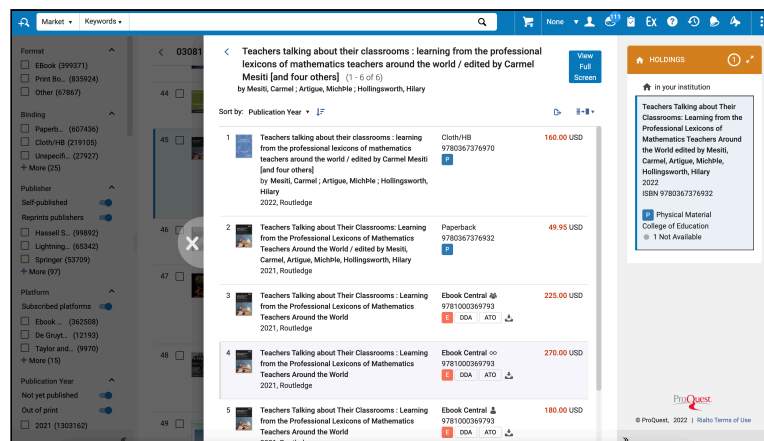 Market
Keywords
None
111
Format
EBook (399371)
Print Bo... (835924)
Other (67867)
Binding
Paperb... (607436)
Cloth/HB (219105)
Unspecifi... (27927)
+ More (25)
Publisher
Self-published
Reprints publishers
Hassell S... (99892)
Lightning... (65342)
Springer (53709)
+ More (97)
Platform
Subscribed platforms
Ebook ... (362508)
De Gruyt... (12193)
Taylor and... (9970)
+ More (15)
Publication Year
Not yet published
Out of print
2021 (1303162)
03081
44
45
46
47
48
49
X
Teachers talking about their classrooms : learning from the professional
lexicons of mathematics teachers around the world / edited by Carmel
Mesiti [and four others] (1 - 6 of 6)
by Mesiti, Carmel ; Artigue, MichÞle ; Hollingsworth, Hilary
View
Full
Screen
Sort by: Publication Year
1
Teachers talking about their classrooms : learning
from the professional lexicons of mathematics
teachers around the world / edited by Carmel Mesiti
[and four others]
by Mesiti, Carmel ; Artigue, MichÞle ; Hollingsworth,
Hilary
2022, Routledge
Cloth/HB
9780367376970
P
160.00 USD
2
Teachers Talking about Their Classrooms : Learning
from the Professional Lexicons of Mathematics
Teachers Around the World / edited by Mesiti,
Carmel, Artigue, MichÞle, Hollingsworth, Hilary
2021, Routledge
Paperback
9780367376932
P
49.95 USD
3
Teachers Talking about Their Classrooms : Learning
from the Professional Lexicons of Mathematics
Teachers Around the World
2021, Routledge
Ebook Central
9781000369793
E DDA ATO
225.00 USD
4
Teachers Talking about Their Classrooms : Learning
from the Professional Lexicons of Mathematics
Teachers Around the World
2021, Routledge
Ebook Central
9781000369793
E DDA ATO
270.00 USD
5
Teachers Talking about Their Classrooms : Learning
from the Professional Lexicons of Mathematics
Teachers Around the World
2021, Routledge
Ebook Central
9781000369793
E DDA ATO
180.00 USD
HOLDINGS
1
in your institution
Teachers Talking about Their
Classrooms: Learning from the
Professional Lexicons of
Mathematics Teachers Around
the World edited by Mesiti,
Carmel, Artigue, MichÞle,
Hollingsworth, Hilary
2022
ISBN 9780367376932
P Physical Material
College of Education
1 Not Available
ProQuest
© ProQuest, 2022 | Rialto Terms of Use